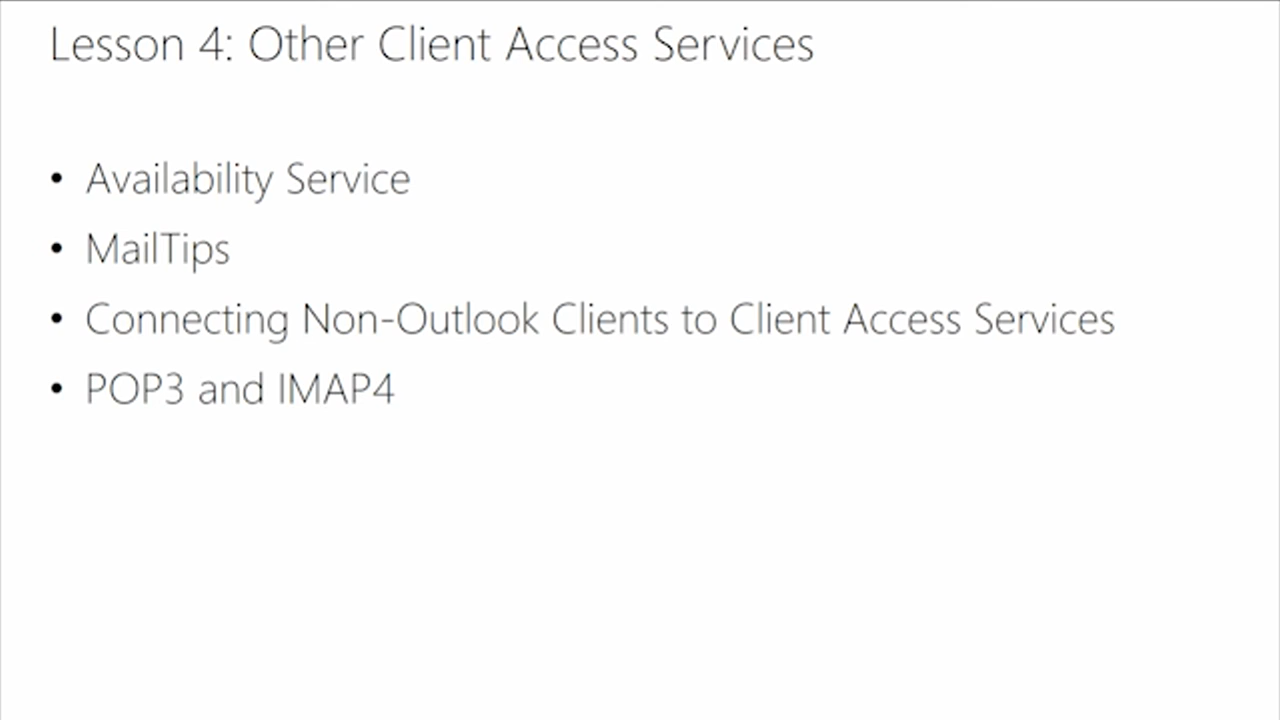 Lesson 4: Other Client Access Services
• Availability Service
• MailTips
• Connecting Non-Outlook Clients to Client Access Services
• POP3 and IMAP4